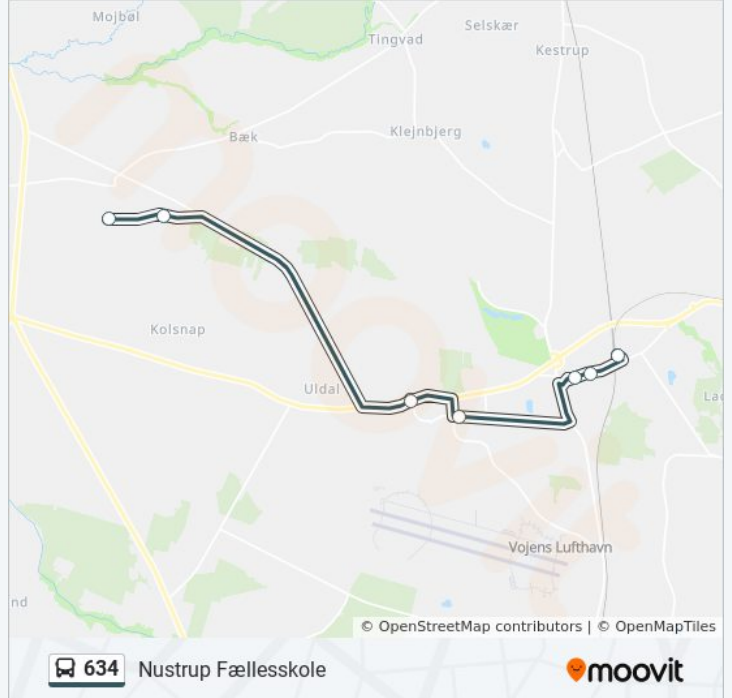 Mojbøl
Selskær
Tingvad
Kestrup
Klejnbjerg
Bæk
Kolsnap
Uldal
Vojens Lufthavn
© OpenStreetMap contributors | © OpenMapTiles
634 Nustrup Fællesskole
moovit